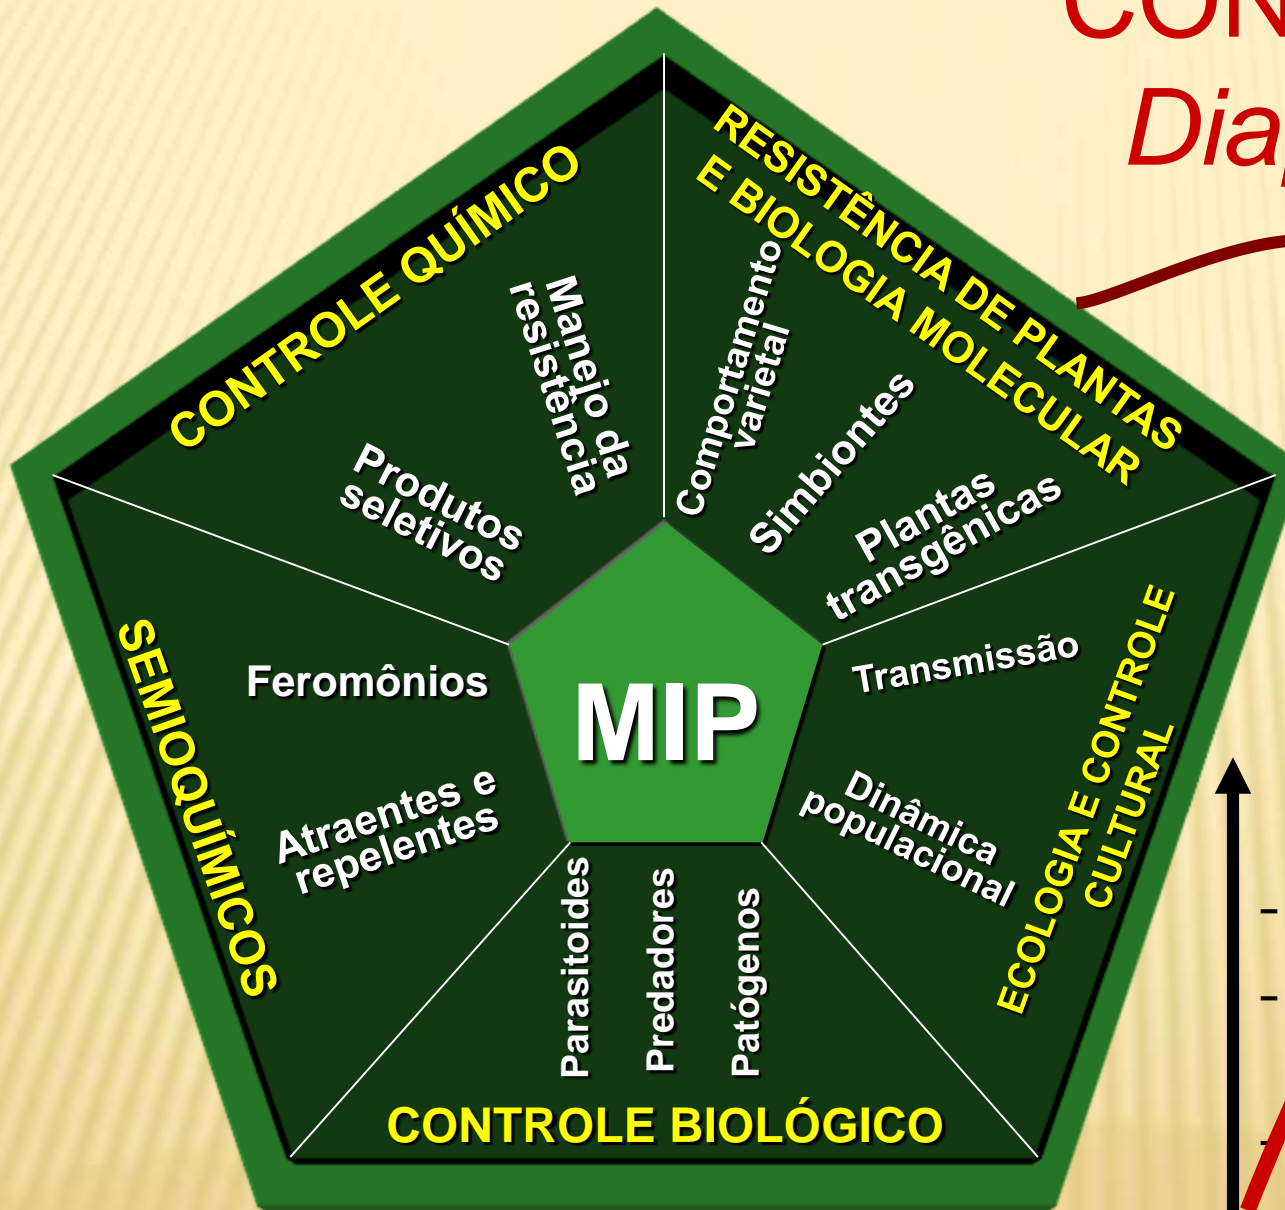 CON
Dia
CONTROLE QUÍMICO
Manejo da
resistência
Produtos
seletivos
RESISTÊNCIA DE PLANTAS
E BIOLOGIA MOLECULAR
Comportamento
varietal
Simbiontes
Plantas
transgênicas
SEMIOQUÍMICOS
Feromônios
Atraentes e
repelentes
MIP
Transmissão
Dinâmica
populacional
ECOLOGIA E CONTROLE
CULTURAL
Parasitoides
Predadores
Patógenos
CONTROLE BIOLÓGICO